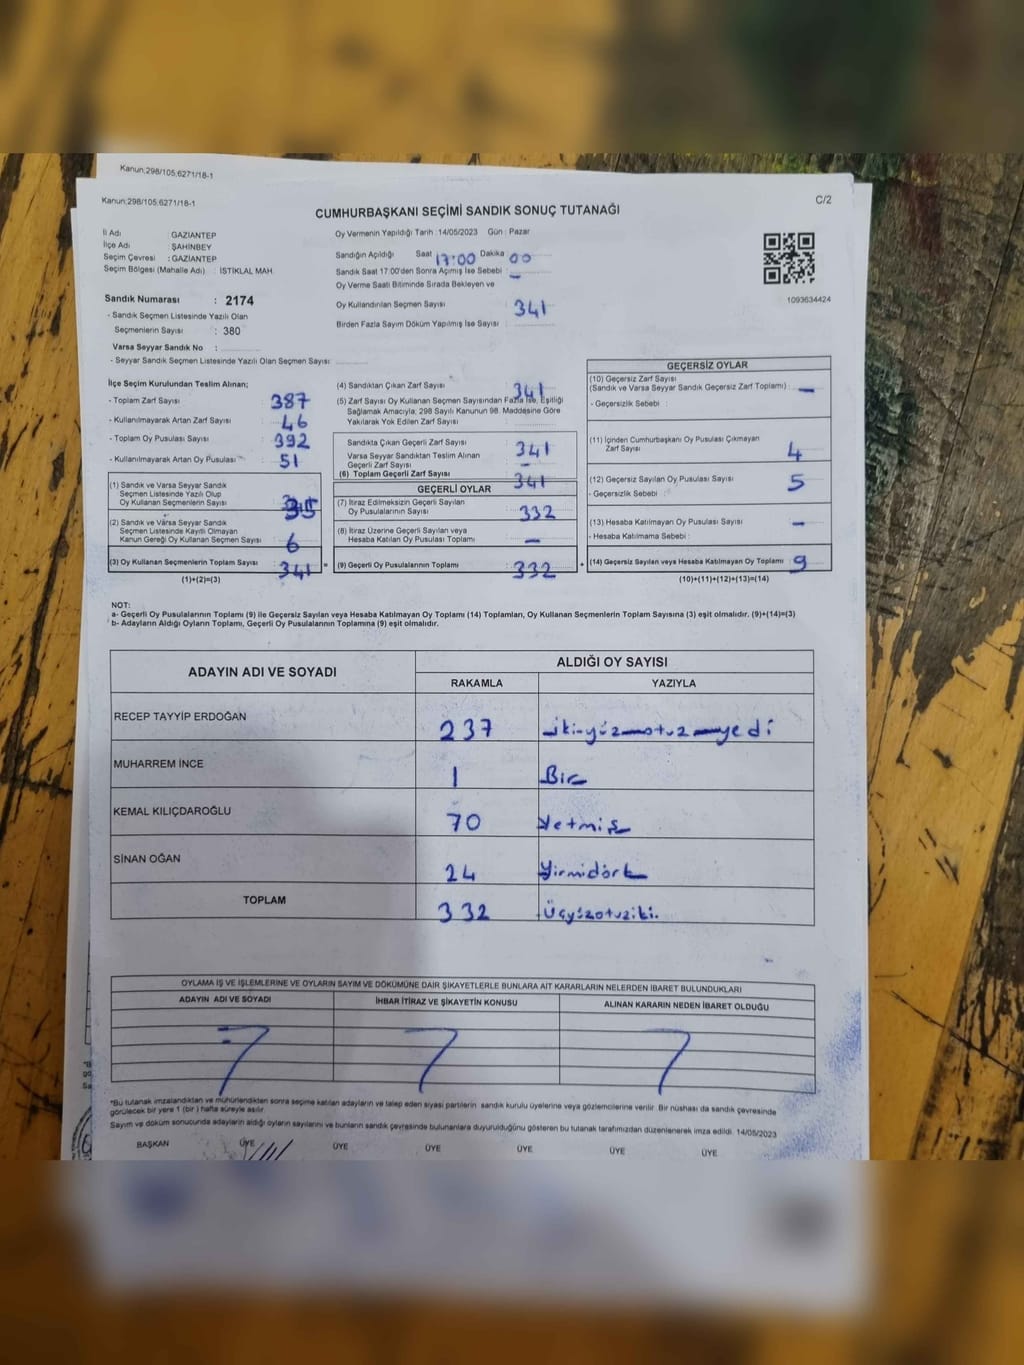 Kanun;298/105;6271/18-1
Kanun;298/105;6271/18-1
C/2
CUMHURBAŞKANI SEÇİMİ SANDIK SONUÇ TUTANAĞI
İl Adı : GAZİANTEP
İlçe Adı : ŞAHİNBEY
Seçim Çevresi : GAZİANTEP
Seçim Bölgesi (Mahalle Adı) : İSTİKLAL MAH.
Sandık Numarası : 2174
- Sandık Seçmen Listesinde Yazılı Olan
Seçmenlerin Sayısı : 380
Varsa Seyyar Sandık No :
- Seyyar Sandık Seçmen Listesinde Yazılı Olan Seçmen Sayısı
Oy Vermenin Yapıldığı Tarih :14/05/2023 Gün : Pazar
Sandığın Açıldığı Saat 17:00 Dakika 00
Sandık Saat 17:00'den Sonra Açılmış İse Sebebi : -
Oy Verme Saati Bitiminde Sırada Bekleyen ve
Oy Kullandırılan Seçmen Sayısı 341
Birden Fazla Sayım Döküm Yapılmış İse Sayısı :
1093634424
İlçe Seçim Kurulundan Teslim Alınan;
- Toplam Zarf Sayısı : 387
- Kullanılmayarak Artan Zarf Sayısı : 46
- Toplam Oy Pusulası Sayısı : 392
- Kullanılmayarak Artan Oy Pusulası : 51
(1) Sandık ve Varsa Seyyar Sandık
Seçmen Listesinde Yazılı Olup
Oy Kullanan Seçmenlerin Sayısı
(2) Sandık ve Varsa Seyyar Sandık
Seçmen Listesinde Kayıtlı Olmayan
Kanun Gereği Oy Kullanan Seçmen Sayısı : 6
(3) Oy Kullanan Seçmenlerin Toplam Sayısı : 341 =
(1)+(2)=(3)
(4) Sandıktan Çıkan Zarf Sayısı : 341
(5) Zarf Sayısı Oy Kullanan Seçmen Sayısından Fazla İse, Eşitliği
Sağlamak Amacıyla, 298 Sayılı Kanunun 98. Maddesine Göre
Yakılarak Yok Edilen Zarf Sayısı :
Sandıkta Çıkan Geçerli Zarf Sayısı : 341
Varsa Seyyar Sandıktan Teslim Alınan
Geçerli Zarf Sayısı : -
(6) Toplam Geçerli Zarf Sayısı : 341
GEÇERLİ OYLAR
(7) İtiraz Edilmeksizin Geçerli Sayılan
Oy Pusulalarının Sayısı : 332
(8) İtiraz Üzerine Geçerli Sayılan veya
Hesaba Katılan Oy Pusulası Toplamı : -
(9) Geçerli Oy Pusulalarının Toplamı : 332 +
GEÇERSİZ OYLAR
(10) Geçersiz Zarf Sayısı
(Sandık ve Varsa Seyyar Sandık Geçersiz Zarf Toplamı) : -
- Geçersizlik Sebebi :
(11) İçinden Cumhurbaşkanı Oy Pusulası Çıkmayan
Zarf Sayısı : 4
(12) Geçersiz Sayılan Oy Pusulası Sayısı : 5
- Geçersizlik Sebebi :
(13) Hesaba Katılmayan Oy Pusulası Sayısı : -
- Hesaba Katılmama Sebebi :
(14) Geçersiz Sayılan veya Hesaba Katılmayan Oy Toplamı : 9
(10)+(11)+(12)+(13)=(14)
NOT:
a- Geçerli Oy Pusulalarının Toplamı (9) ile Geçersiz Sayılan veya Hesaba Katılmayan Oy Toplamı (14) Toplamları, Oy Kullanan Seçmenlerin Toplam Sayısına (3) eşit olmalıdır. (9)+(14)=(3)
b- Adayların Aldığı Oyların Toplamı, Geçerli Oy Pusulalarının Toplamına (9) eşit olmalıdır.
ADAYIN ADI VE SOYADI ALDIĞI OY SAYISI
RAKAMLA YAZIYLA
RECEP TAYYİP ERDOĞAN 237 iki-yüz-otuz-yedi
MUHARREM İNCE 1 Bir
KEMAL KILIÇDAROĞLU 70 Yetmiş
SİNAN OĞAN 24 Yirmidört
TOPLAM 332 Üçyüzotuziki.
OYLAMA İŞ VE İŞLEMLERİNE VE OYLARIN SAYIM VE DÖKÜMÜNE DAİR ŞİKAYETLERLE BUNLARA AİT KARARLARIN NELERDEN İBARET BULUNDUKLARI
ADAYIN ADI VE SOYADI İHBAR İTİRAZ VE ŞİKAYETİN KONUSU ALINAN KARARIN NEDEN İBARET OLDUĞU
*Bu tutanak imzalandıktan ve mühürlendikten sonra seçime katılan adayların ve talep eden siyasi partilerin sandık kurulu üyelerine veya gözlemcilerine verilir. Bir nüshası da sandık çevresinde
görülecek bir yere 1 (bir) hafta süreyle asılır.
Sayım ve döküm sonucunda adayların aldığı oyların sayılarını ve bunların sandık çevresinde bulunanlara duyurulduğunu gösteren bu tutanak tarafımızdan düzenlenerek imza edildi. 14/05/2023
BAŞKAN ÜYE ÜYE ÜYE ÜYE ÜYE ÜYE